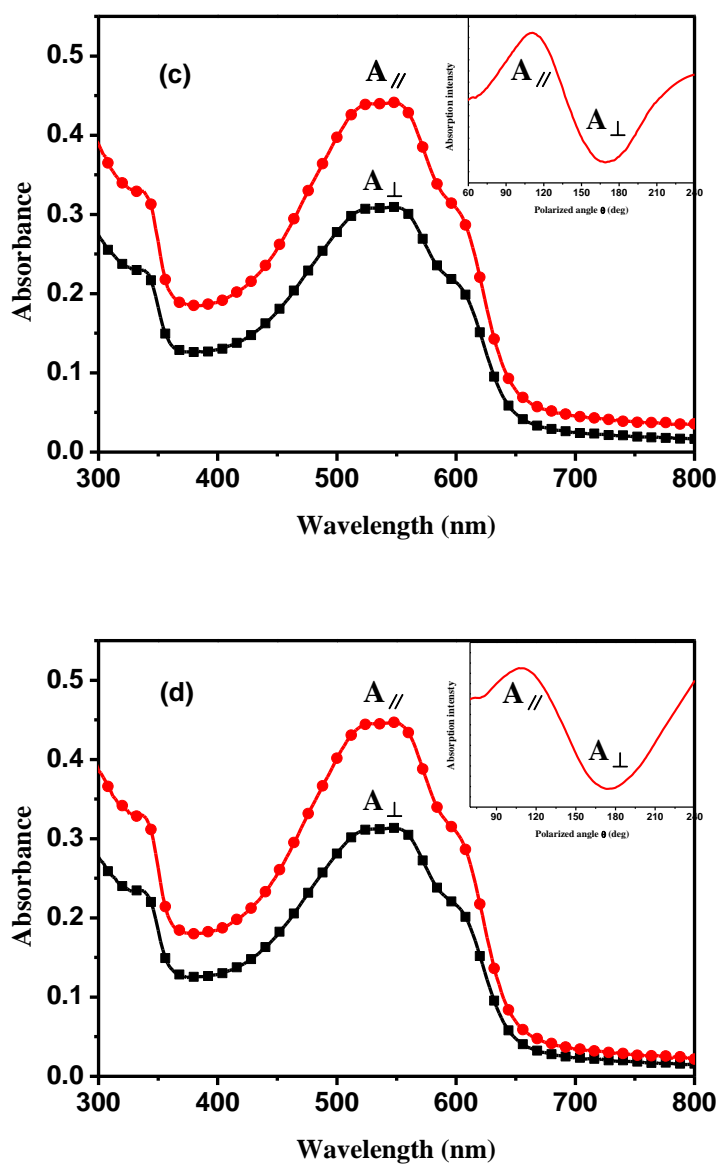 (c)
A //
A ⊥
0.5
0.4
0.3
0.2
0.1
0.0
Absorbance
300 400 500 600 700 800
Wavelength (nm)
Absorption intensty
A //
A ⊥
60 90 120 150 180 210 240
Polarized angle θ (deg)
(d)
A //
A ⊥
0.5
0.4
0.3
0.2
0.1
0.0
Absorbance
300 400 500 600 700 800
Wavelength (nm)
Absorption intensty
A //
A ⊥
90 120 150 180 210 240
Polarized angle θ (deg)